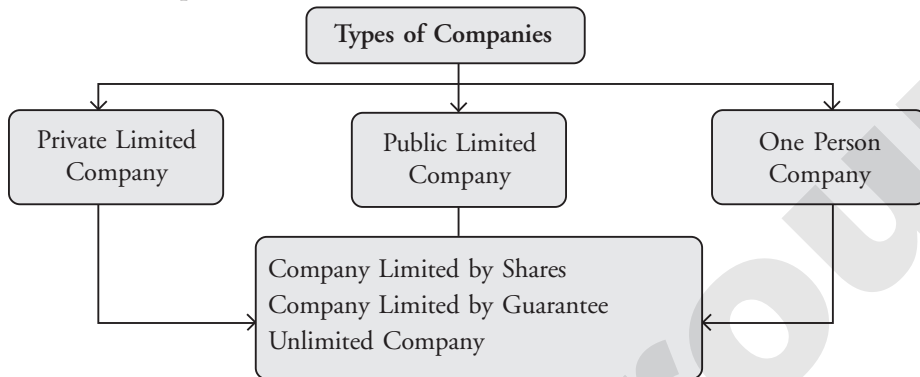 Types of Companies
Private Limited
Company
Public Limited
Company
One Person
Company
Company Limited by Shares
Company Limited by Guarantee
Unlimited Company